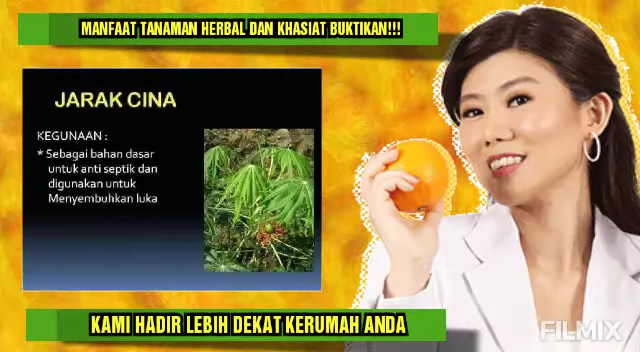 MANFAAT TANAMAN HERBAL DAN KHASIAT BUKTIKAN!!!
JARAK CINA
KEGUNAAN :
* Sebagai bahan dasar
untuk anti septik dan
digunakan untuk
Menyembuhkan luka
KAMI HADIR LEBIH DEKAT KERUMAH ANDA
FILMIX